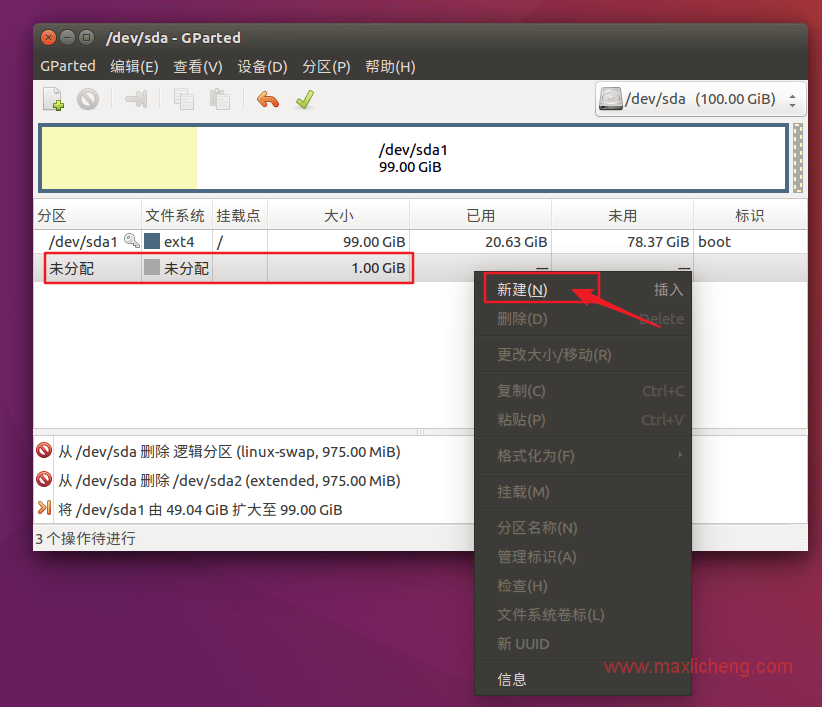 /dev/sda - GParted
GParted 编辑(E) 查看(V) 设备(D) 分区(P) 帮助(H)
/dev/sda (100.00 GiB)
/dev/sda1
99.00 GiB
分区 文件系统 挂载点 大小 已用 未用 标识
/dev/sda1 ext4 / 99.00 GiB 20.63 GiB 78.37 GiB boot
未分配 未分配 1.00 GiB --- ---
新建(N) 插入
删除(D) Delete
更改大小/移动(R)
复制(C) Ctrl+C
粘贴(P) Ctrl+V
格式化为(F)
挂载(M)
分区名称(N)
管理标识(A)
检查(H)
文件系统卷标(L)
新 UUID
信息
从 /dev/sda 删除 逻辑分区 (linux-swap, 975.00 MiB)
从 /dev/sda 删除 /dev/sda2 (extended, 975.00 MiB)
将 /dev/sda1 由 49.04 GiB 扩大至 99.00 GiB
3 个操作待进行
www.maxlicheng.com